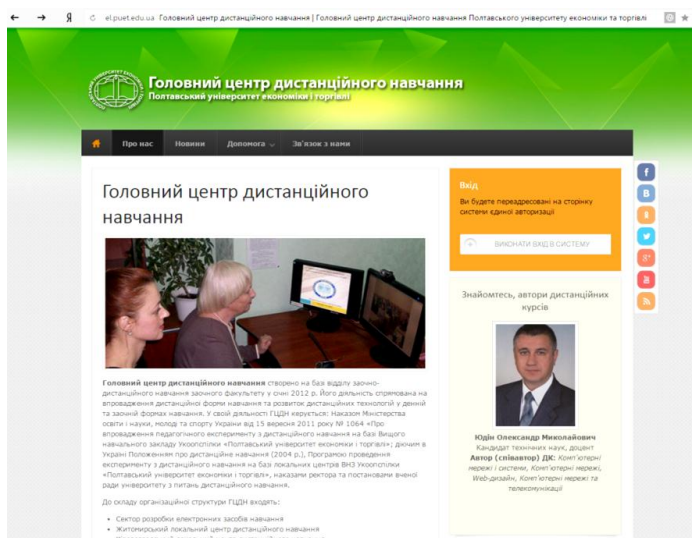 el.puet.edu.ua Головний центр дистанційного навчання | Головний центр дистанційного навчання Полтавського університету економіки та торгівлі
Головний центр дистанційного навчання
Полтавський університет економіки і торгівлі
Про нас Новини Допомога Зв'язок з нами
Головний центр дистанційного
навчання
Головний центр дистанційного навчання створено на базі відділу заочно-
дистанційного навчання заочного факультету у січні 2012 р. Його діяльність спрямована на
впровадження дистанційної форми навчання та розвиток дистанційних технологій у денній
та заочній формах навчання. У своїй діяльності ГЦДН керується: Наказом Міністерства
освіти і науки, молоді та спорту України від 15 вересня 2011 року № 1064 «Про
впровадження педагогічного експерименту з дистанційного навчання на базі Вищого
навчального закладу Укоопспілки «Полтавський університет економіки і торгівлі»; діючим в
Україні Положенням про дистанційне навчання (2004 р.), Програмою проведення
експерименту з дистанційного навчання на базі локальних центрів ВНЗ Укоопспілки
«Полтавський університет економіки і торгівлі», наказами ректора та постановами вченої
ради університету з питань дистанційного навчання.
До складу організаційної структури ГЦДН входять:
Сектор розробки електронних засобів навчання
Житомирський локальний центр дистанційного навчання
Вхід
Ви будете переадресовані на сторінку
системи єдиної авторизації
ВИКОНАТИ ВХІД В СИСТЕМУ
Знайомтесь, автори дистанційних
курсів
Юдін Олександр Миколайович
Кандидат технічних наук, доцент
Автор (співавтор) ДК: Комп'ютерні
мережі і системи, Комп'ютерні мережі,
Web-дизайн, Комп'ютерні мережі та
телекомунікації